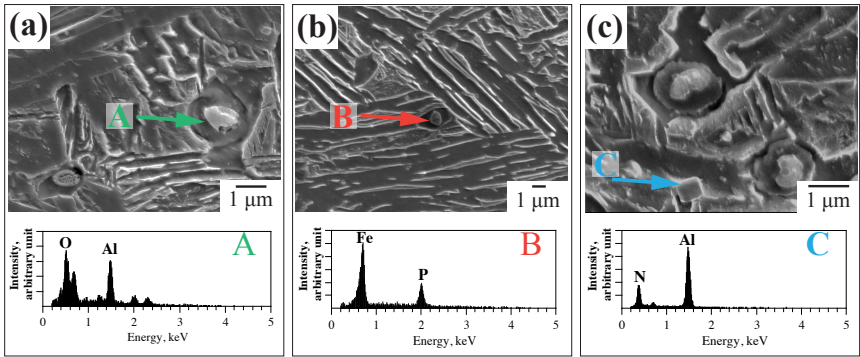 (a)
A
1 μm
(b)
B
1 μm
(c)
C
1 μm
Intensity,
arbitrary unit
O
Al
A
0 1 2 3 4 5
Energy, keV
Intensity,
arbitrary unit
Fe
P
B
0 1 2 3 4 5
Energy, keV
Intensity,
arbitrary unit
N
Al
C
0 1 2 3 4 5
Energy, keV